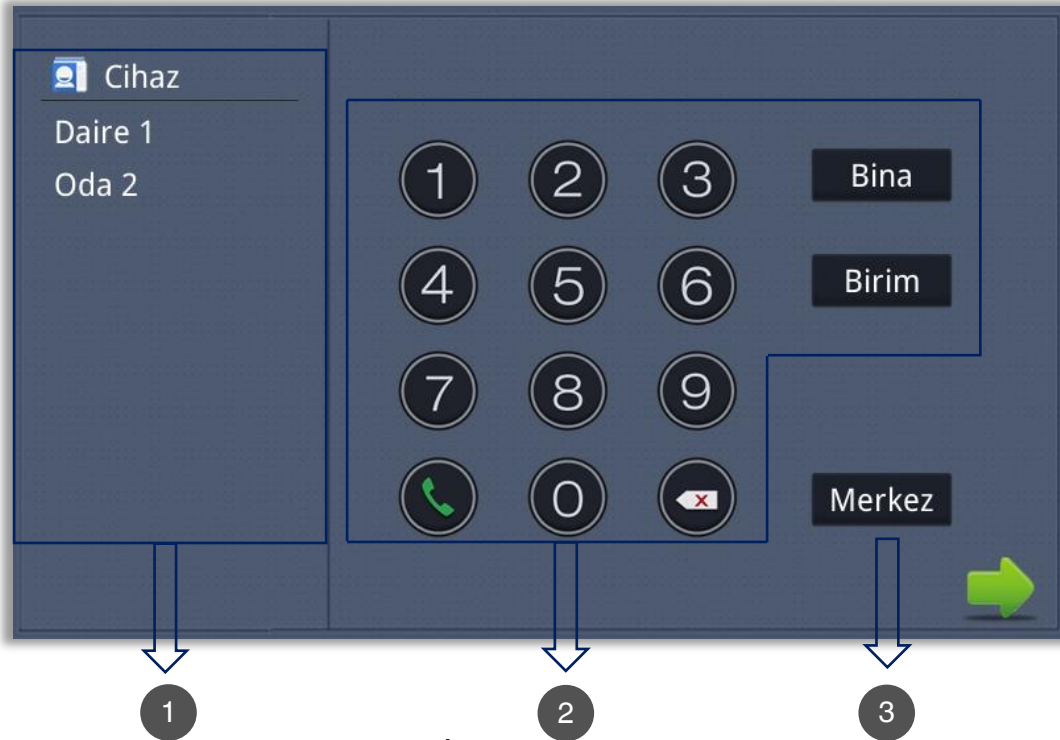 Cihaz
Daire 1
Oda 2
1 2 3 Bina
4 5 6 Birim
7 8 9
0 x Merkez
1 2 3